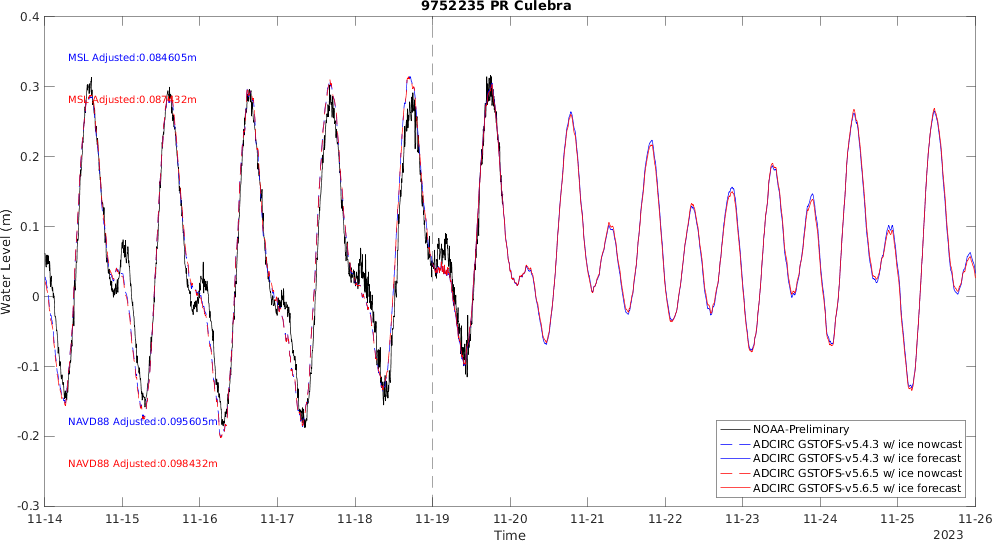 9752235 PR Culebra
0.4
0.3
0.2
0.1
0
-0.1
-0.2
-0.3
Water Level (m)
MSL Adjusted:0.084605m
MSL Adjusted:0.087432m
NAVD88 Adjusted:0.095605m
NAVD88 Adjusted:0.098432m
NOAA-Preliminary
ADCIRC GSTOFS-v5.4.3 w/ ice nowcast
ADCIRC GSTOFS-v5.4.3 w/ ice forecast
ADCIRC GSTOFS-v5.6.5 w/ ice nowcast
ADCIRC GSTOFS-v5.6.5 w/ ice forecast
11-14 11-15 11-16 11-17 11-18 11-19 11-20 11-21 11-22 11-23 11-24 11-25 11-26
Time
2023